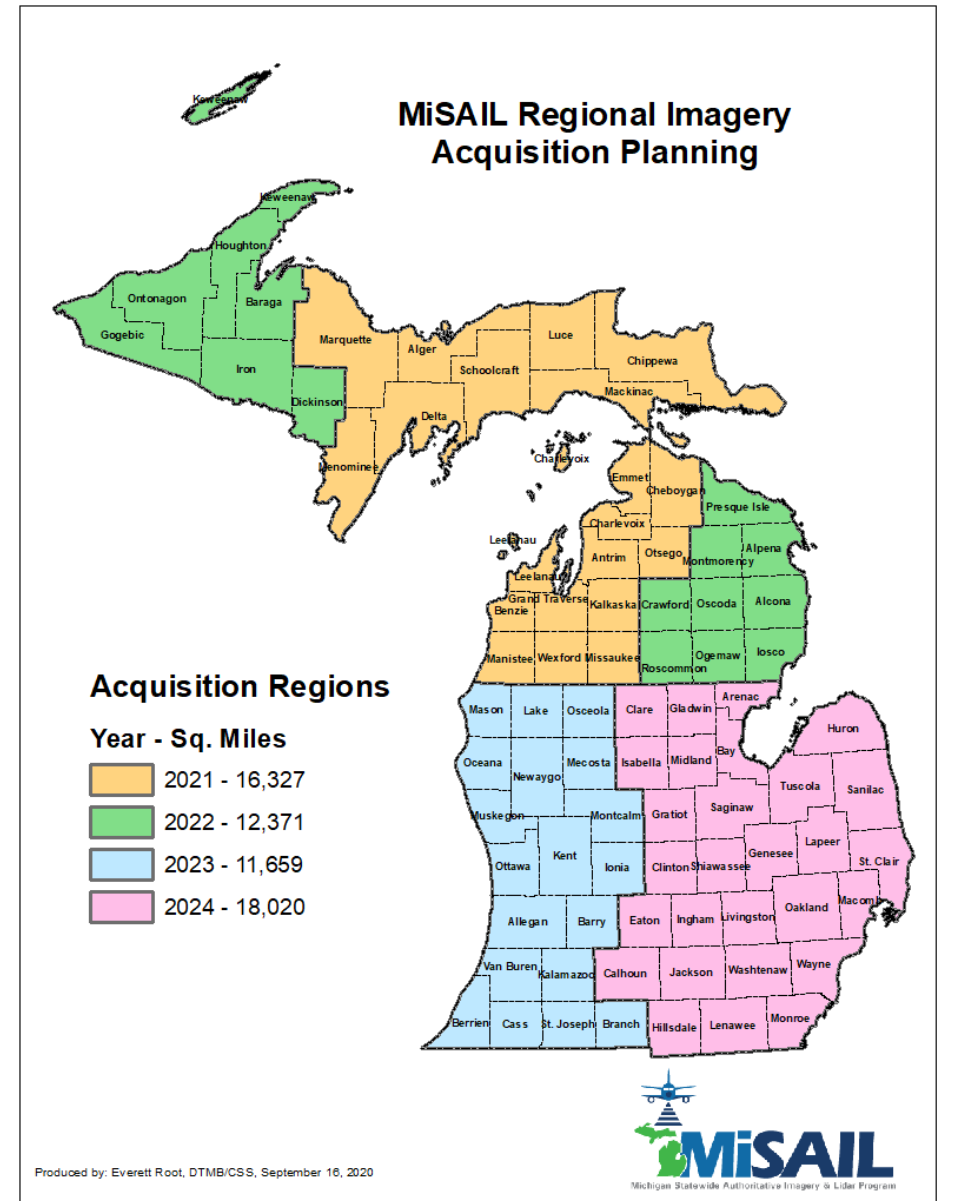 Keweenaw
MiSAIL Regional Imagery
Acquisition Planning
Keweenaw
Houghton
Ontonagon
Baraga
Gogebic
Iron
Dickinson
Marquette
Alger
Luce
Schoolcraft
Chippewa
Mackinac
Delta
Menominee
Charlevoix
Emmet
Cheboygan
Presque Isle
Charlevoix
Leelanau
Antrim
Otsego
Montmorency
Alpena
Leelanau
Grand Traverse
Benzie
Kalkaska
Crawford
Oscoda
Alcona
Manistee
Wexford
Missaukee
Roscommon
Ogemaw
Iosco
Acquisition Regions
Year - Sq. Miles
2021 - 16,327
2022 - 12,371
2023 - 11,659
2024 - 18,020
Mason
Lake
Osceola
Clare
Gladwin
Arenac
Huron
Oceana
Newaygo
Mecosta
Isabella
Midland
Bay
Tuscola
Sanilac
Muskegon
Montcalm
Gratiot
Saginaw
Ottawa
Kent
Ionia
Clinton
Shiawassee
Genesee
Lapeer
St. Clair
Allegan
Barry
Eaton
Ingham
Livingston
Oakland
Macomb
Van Buren
Kalamazoo
Calhoun
Jackson
Washtenaw
Wayne
Berrien
Cass
St. Joseph
Branch
Hillsdale
Lenawee
Monroe
MiSAIL
Michigan Statewide Authoritative Imagery & Lidar Program
Produced by: Everett Root, DTMB/CSS, September 16, 2020